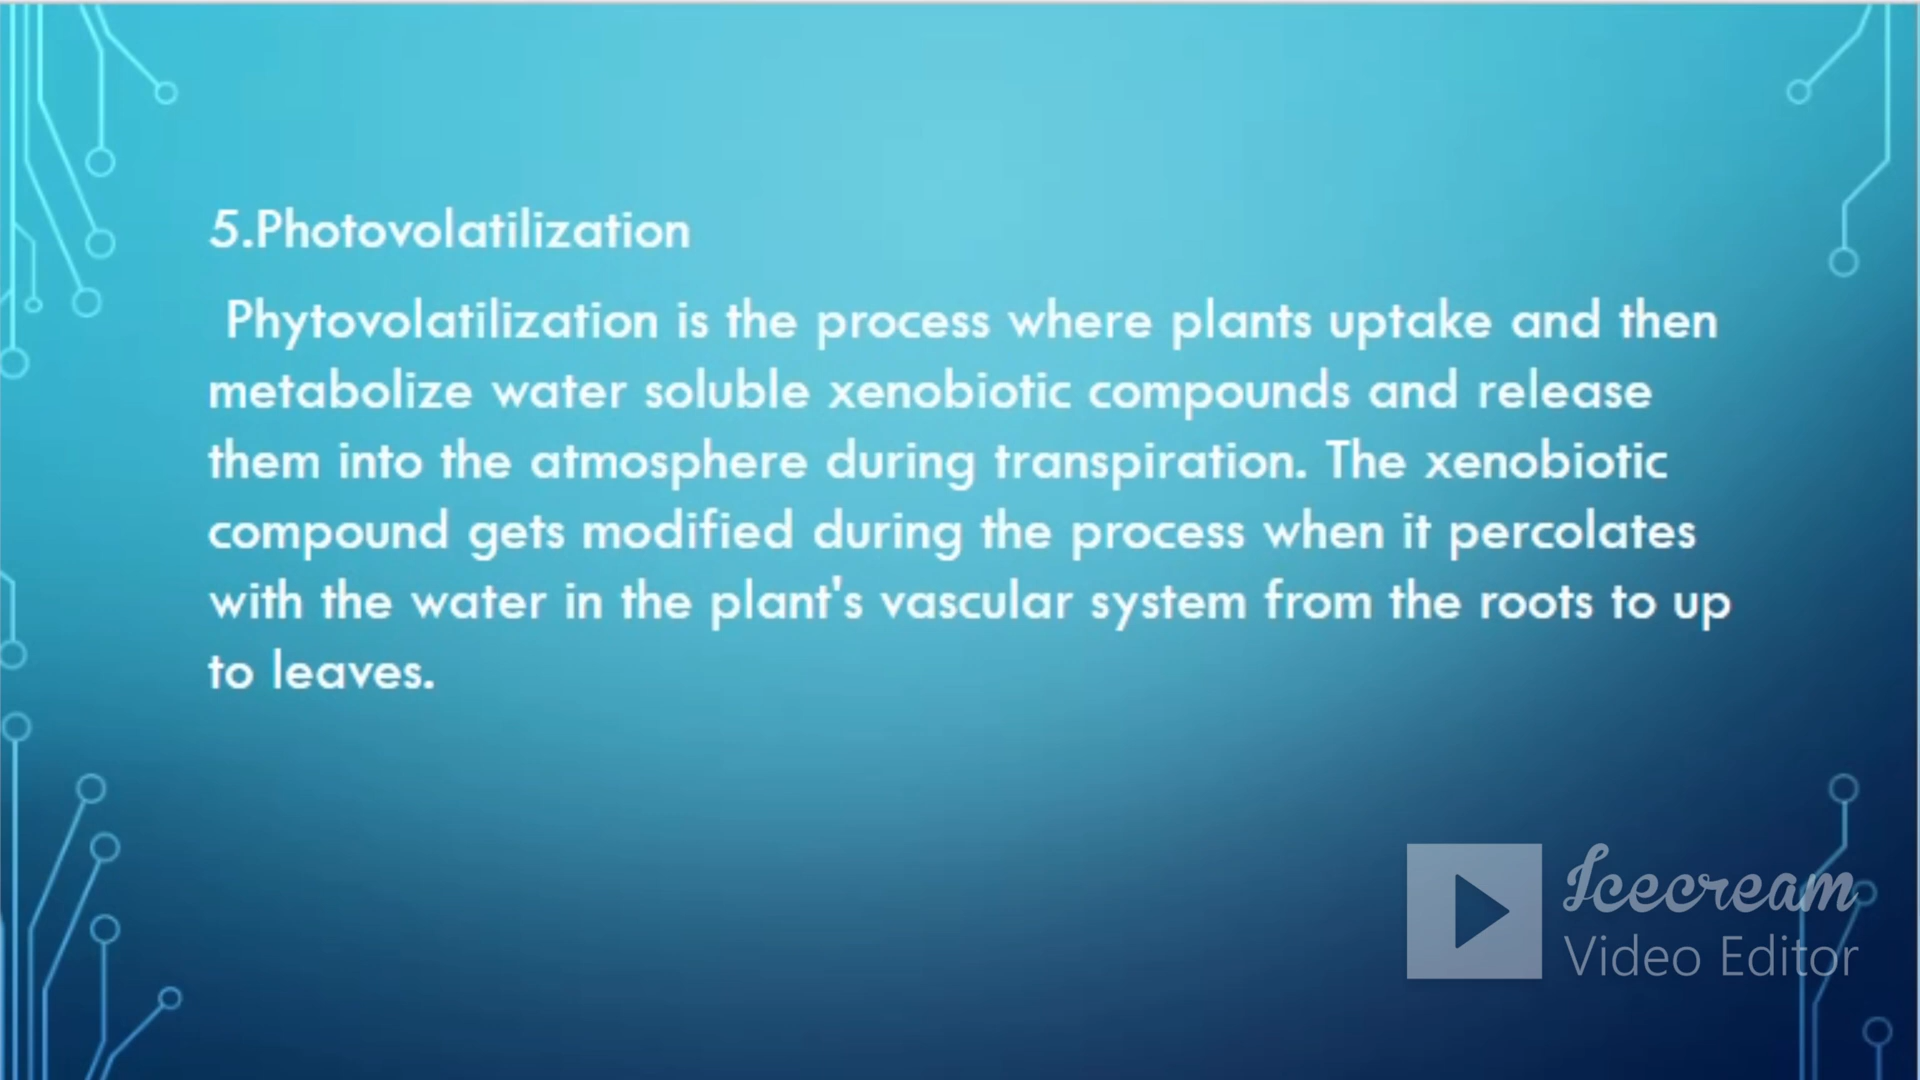 5.Photovolatilization
Phytovolatilization is the process where plants uptake and then
metabolize water soluble xenobiotic compounds and release
them into the atmosphere during transpiration. The xenobiotic
compound gets modified during the process when it percolates
with the water in the plant's vascular system from the roots to up
to leaves.
Icecream
Video Editor